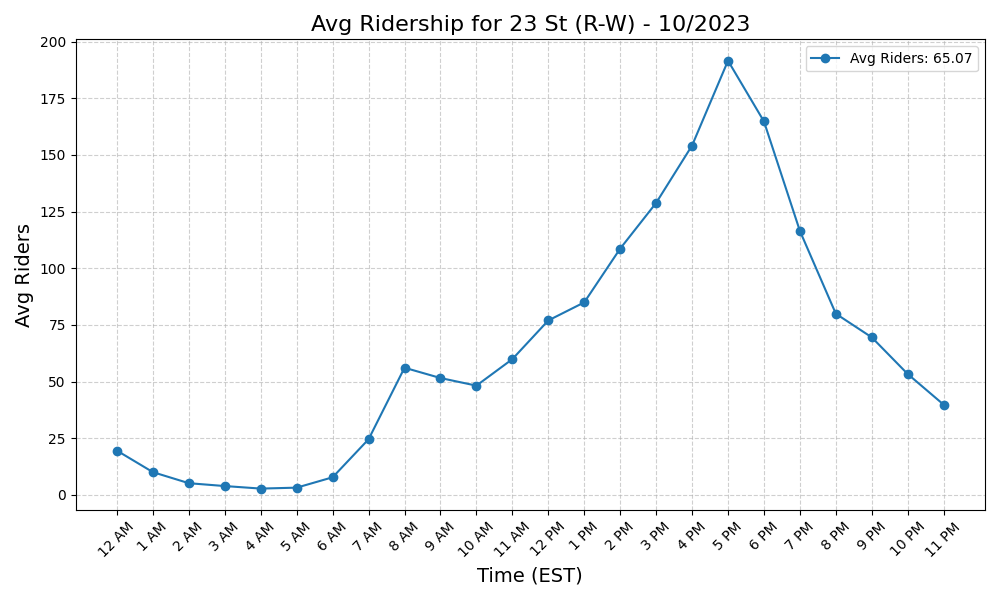 Avg Ridership for 23 St (R-W) - 10/2023
Avg Riders: 65.07
200
175
150
125
100
75
50
25
0
Avg Riders
12 AM
1 AM
2 AM
3 AM
4 AM
5 AM
6 AM
7 AM
8 AM
9 AM
10 AM
11 AM
12 PM
1 PM
2 PM
3 PM
4 PM
5 PM
6 PM
7 PM
8 PM
9 PM
10 PM
11 PM
Time (EST)